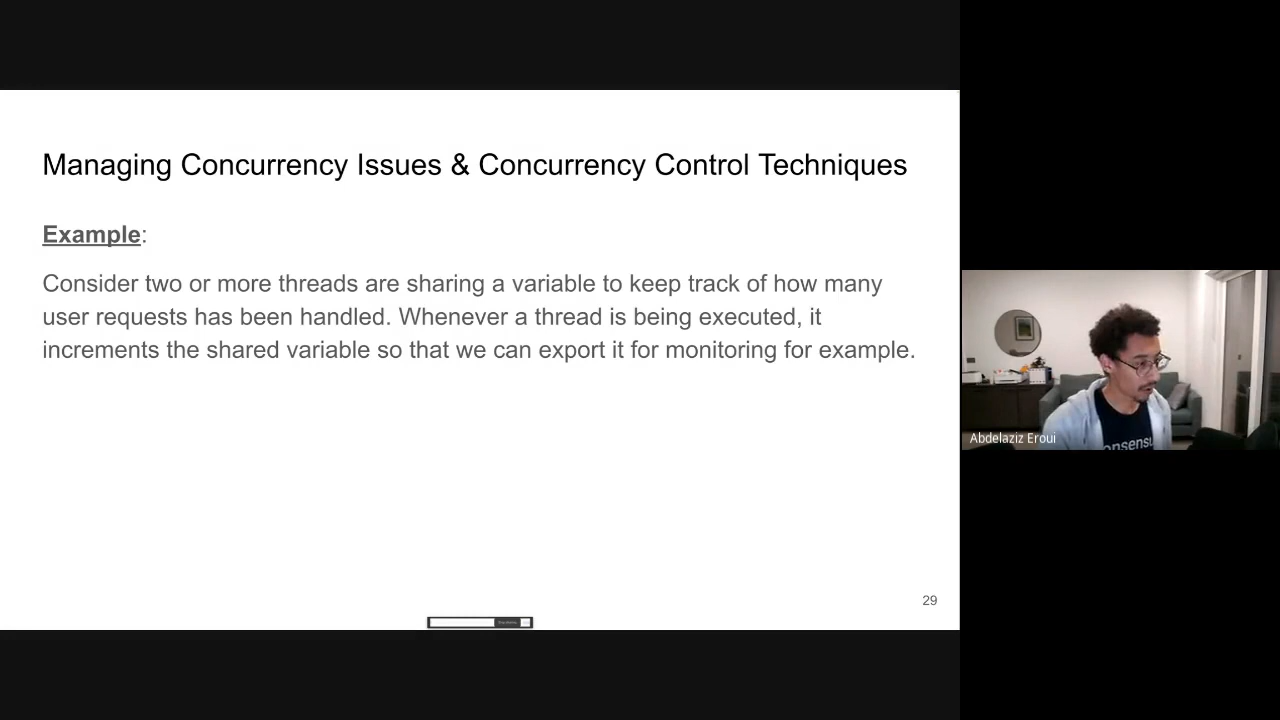 Managing Concurrency Issues & Concurrency Control Techniques
Example:
Consider two or more threads are sharing a variable to keep track of how many
user requests has been handled. Whenever a thread is being executed, it
increments the shared variable so that we can export it for monitoring for example.
29
Abdelaziz Eroui